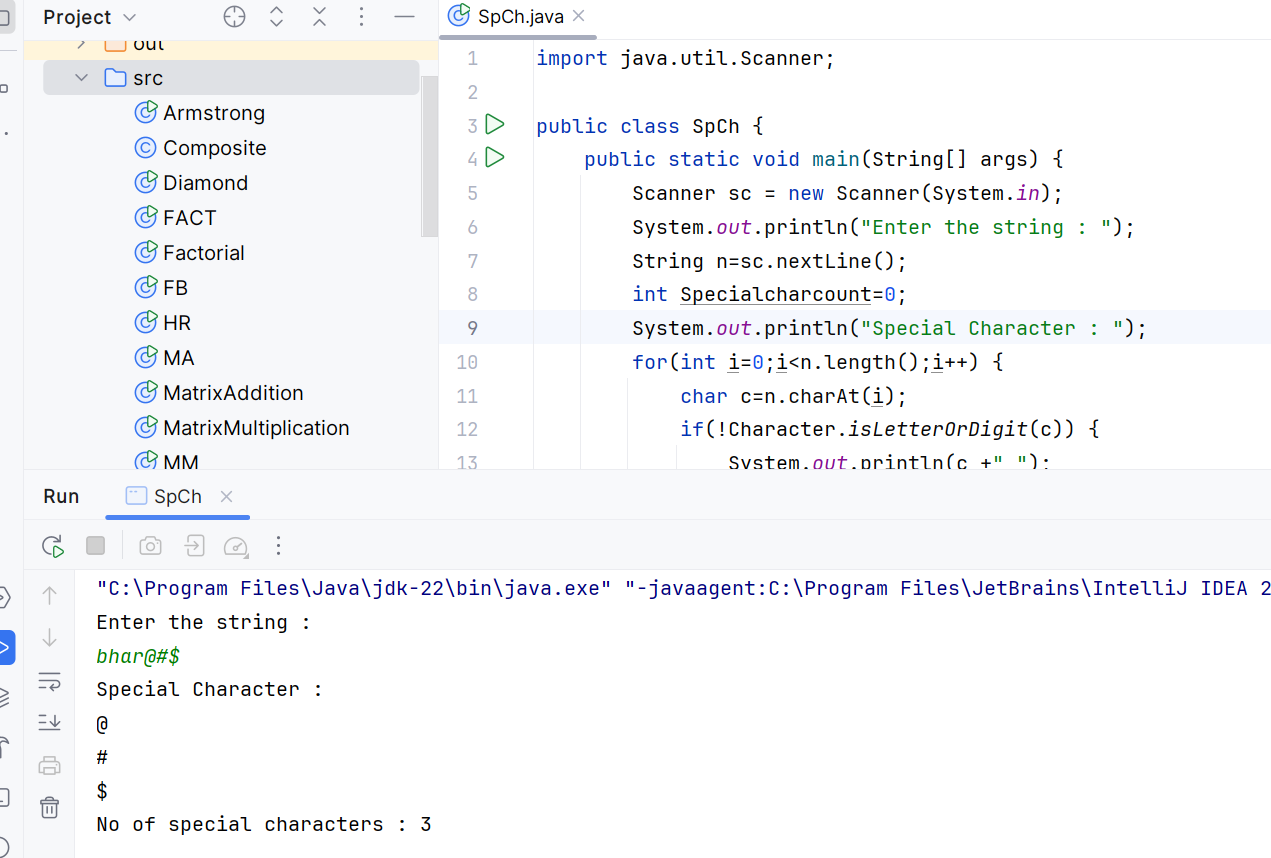 Project
out
src
Armstrong
Composite
Diamond
FACT
Factorial
FB
HR
MA
MatrixAddition
MatrixMultiplication
MM
SpCh.java
1 import java.util.Scanner;
2
3 public class SpCh {
4 public static void main(String[] args) {
5 Scanner sc = new Scanner(System.in);
6 System.out.println("Enter the string : ");
7 String n=sc.nextLine();
8 int Specialcharcount=0;
9 System.out.println("Special Character : ");
10 for(int i=0;i<n.length();i++) {
11 char c=n.charAt(i);
12 if(!Character.isLetterOrDigit(c)) {
13 System.out.println(c +" ");
Run SpCh
"C:\Program Files\Java\jdk-22\bin\java.exe" "-javaagent:C:\Program Files\JetBrains\IntelliJ IDEA 2
Enter the string :
bhar@#$
Special Character :
@
#
$
No of special characters : 3